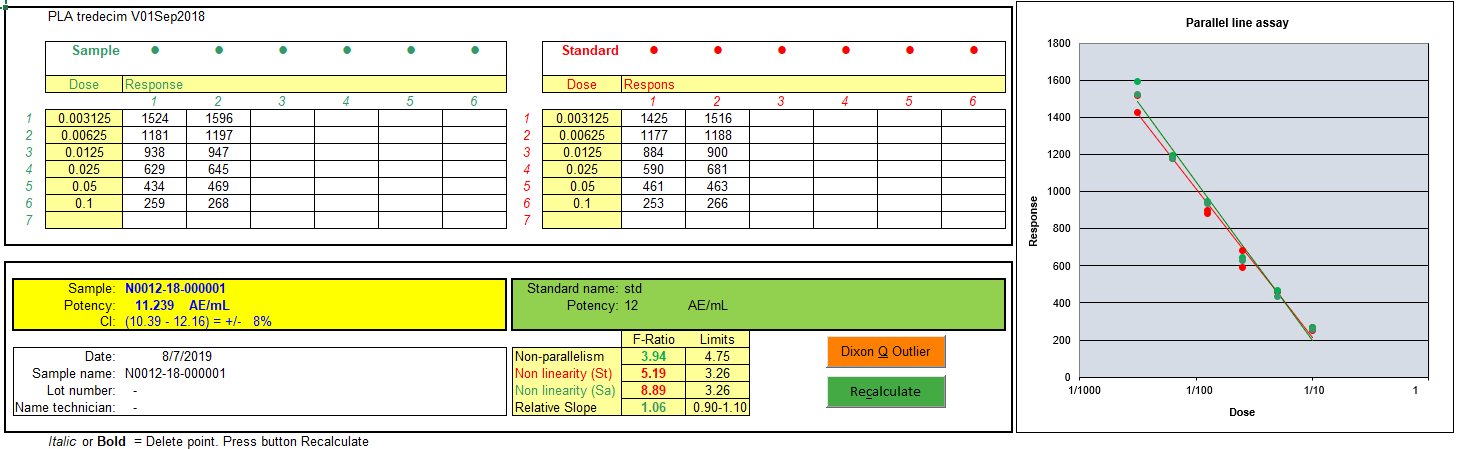 PLA tredecim V01Sep2018
Sample
Dose Response
1 2 3 4 5 6
1 0.003125 1524 1596
2 0.00625 1181 1197
3 0.0125 938 947
4 0.025 629 645
5 0.05 434 469
6 0.1 259 268
7
Standard
Dose Respons
1 2 3 4 5 6
1 0.003125 1425 1516
2 0.00625 1177 1188
3 0.0125 884 900
4 0.025 590 681
5 0.05 461 463
6 0.1 253 266
7
Sample: N0012-18-000001
Potency: 11.239 AE/mL
CI: (10.39 - 12.16) = +/- 8%
Standard name: std
Potency: 12 AE/mL
Date: 8/7/2019
Sample name: N0012-18-000001
Lot number: -
Name technician: -
F-Ratio Limits
Non-parallelism 3.94 4.75
Non linearity (St) 5.19 3.26
Non linearity (Sa) 8.89 3.26
Relative Slope 1.06 0.90-1.10
Dixon Q Outlier
Recalculate
Italic or Bold = Delete point. Press button Recalculate
Parallel line assay
1800
1600
1400
1200
1000
800
600
400
200
0
Response
1/1000 1/100 1/10 1
Dose